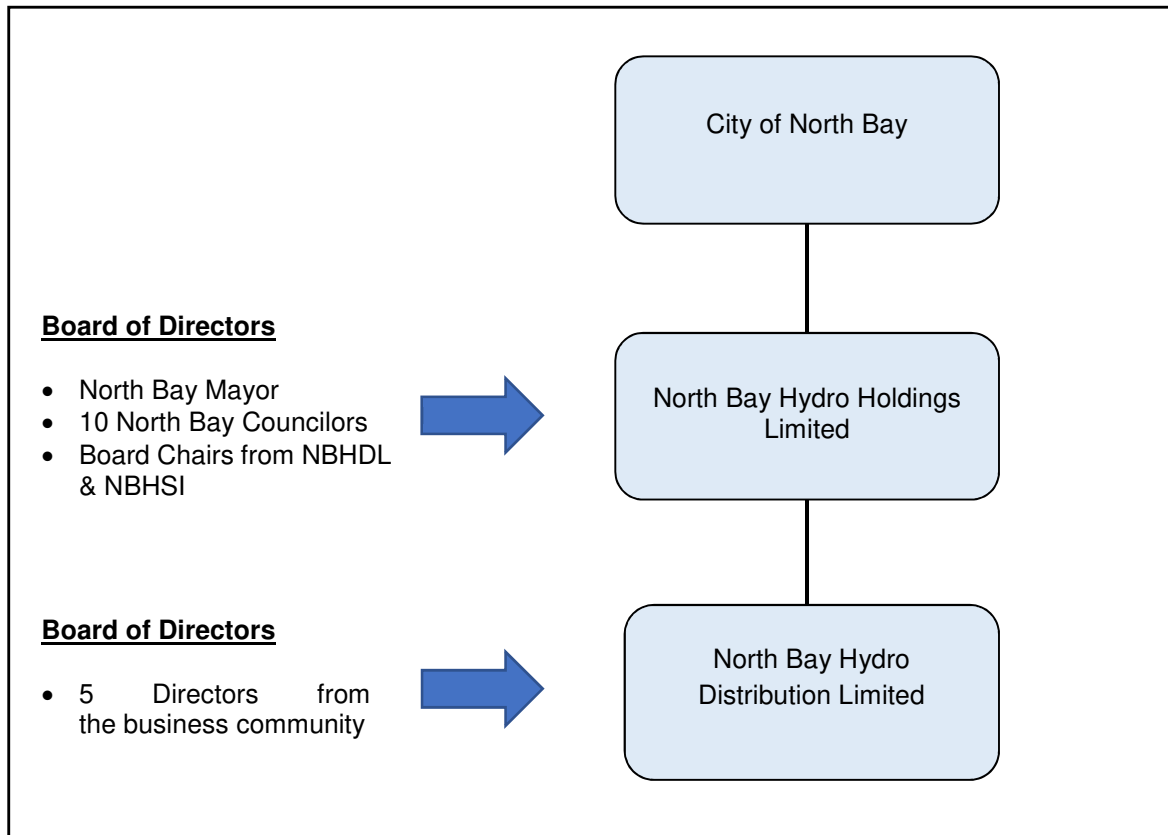 City of North Bay
Board of Directors
• North Bay Mayor
• 10 North Bay Councilors
• Board Chairs from NBHDL
& NBHSI
North Bay Hydro Holdings
Limited
Board of Directors
• 5 Directors from
the business community
North Bay Hydro
Distribution Limited